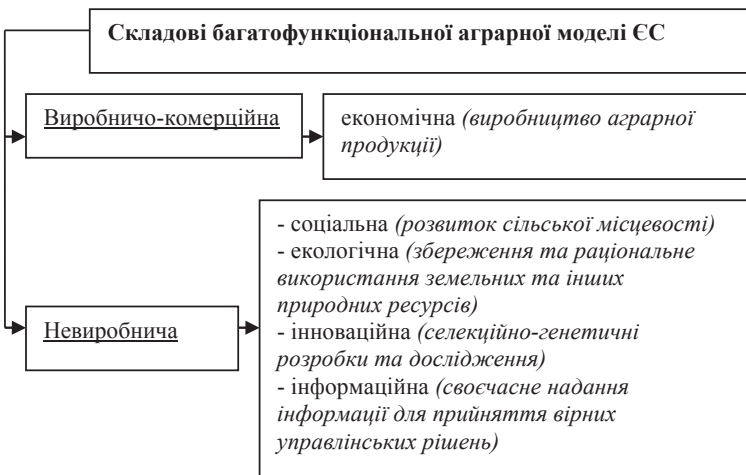 Складові багатофункціональної аграрної моделі ЄС
Виробничо-комерційна
економічна (виробництво аграрної
продукції)
Невиробнича
- соціальна (розвиток сільської місцевості)
- екологічна (збереження та раціональне
використання земельних та інших
природних ресурсів)
- інноваційна (селекційно-генетичні
розробки та дослідження)
- інформаційна (своєчасне надання
інформації для прийняття вірних
управлінських рішень)